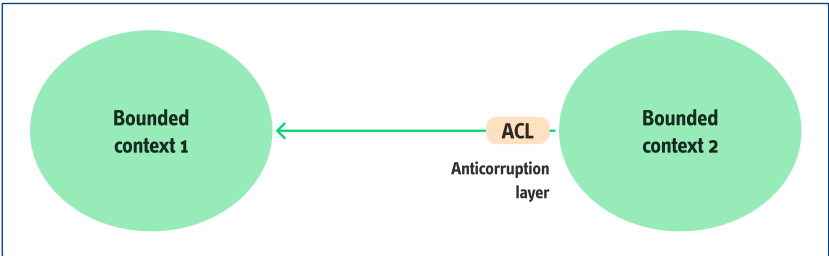 Bounded
context 1
ACL
Anticorruption
layer
Bounded
context 2